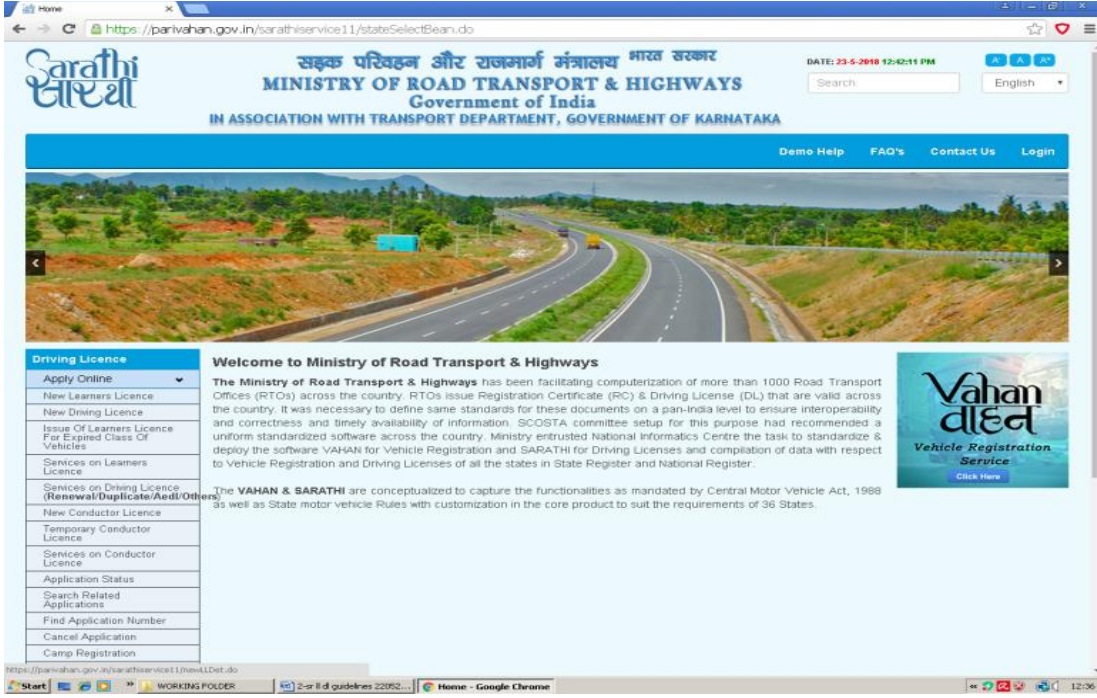 Home
https://parivahan.gov.in/sarathiservice11/stateSelectBean.do
Sarathi
सारथी
सड़क परिवहन और राजमार्ग मंत्रालय भारत सरकार
MINISTRY OF ROAD TRANSPORT & HIGHWAYS
Government of India
IN ASSOCIATION WITH TRANSPORT DEPARTMENT, GOVERNMENT OF KARNATAKA
DATE: 23-5-2018 12:42:11 PM
A- A A+
Search
English
Demo Help FAQ's Contact Us Login
Driving Licence
Apply Online
New Learners Licence
New Driving Licence
Issue Of Learners Licence
For Expired Class Of
Vehicles
Services on Learners
Licence
Services on Driving Licence
(Renewal/Duplicate/Aedl/Others)
New Conductor Licence
Temporary Conductor
Licence
Services on Conductor
Licence
Application Status
Search Related
Applications
Find Application Number
Cancel Application
Camp Registration
Welcome to Ministry of Road Transport & Highways
The Ministry of Road Transport & Highways has been facilitating computerization of more than 1000 Road Transport
Offices (RTOs) across the country. RTOs issue Registration Certificate (RC) & Driving License (DL) that are valid across
the country. It was necessary to define same standards for these documents on a pan-India level to ensure interoperability
and correctness and timely availability of information. SCOSTA committee setup for this purpose had recommended a
uniform standardized software across the country. Ministry entrusted National Informatics Centre the task to standardize &
deploy the software VAHAN for Vehicle Registration and SARATHI for Driving Licenses and compilation of data with respect
to Vehicle Registration and Driving Licenses of all the states in State Register and National Register.
The VAHAN & SARATHI are conceptualized to capture the functionalities as mandated by Central Motor Vehicle Act, 1988
as well as State motor vehicle Rules with customization in the core product to suit the requirements of 36 States.
Vahan
वाहन
Vehicle Registration
Service
Click Here
https://parivahan.gov.in/sarathiservice11/newLLDet.do
Start
WORKING FOLDER
2-sr ll dl guidelines 22052...
Home - Google Chrome
12:36